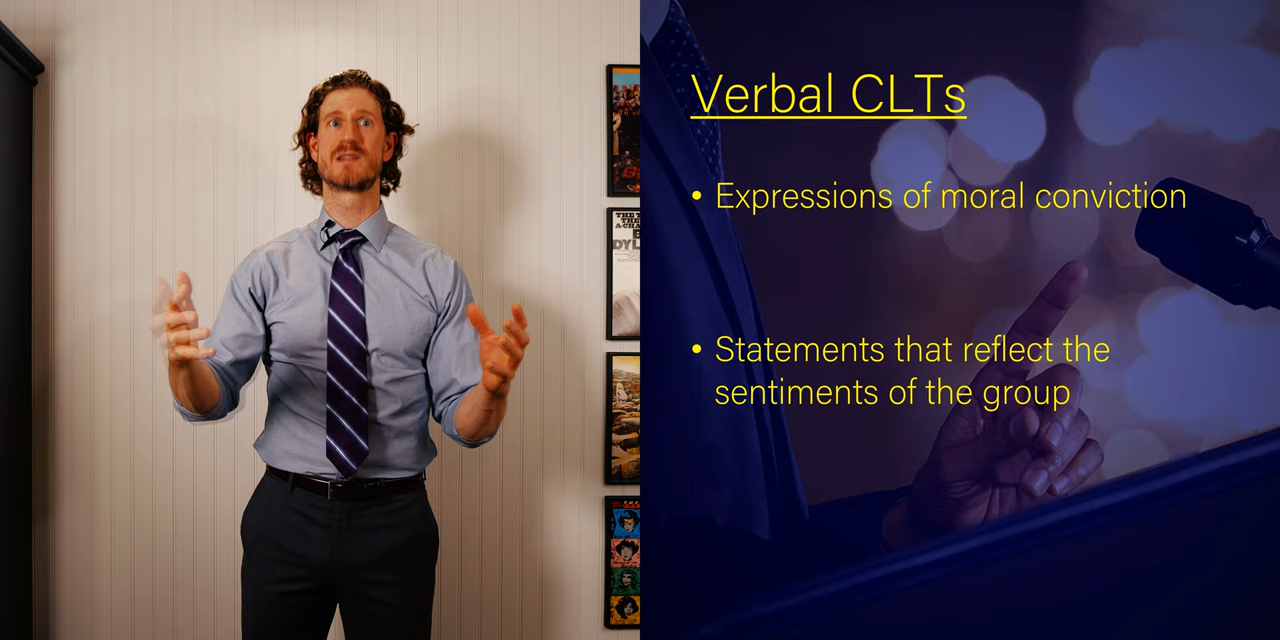 Verbal CLTs
• Expressions of moral conviction
• Statements that reflect the
sentiments of the group